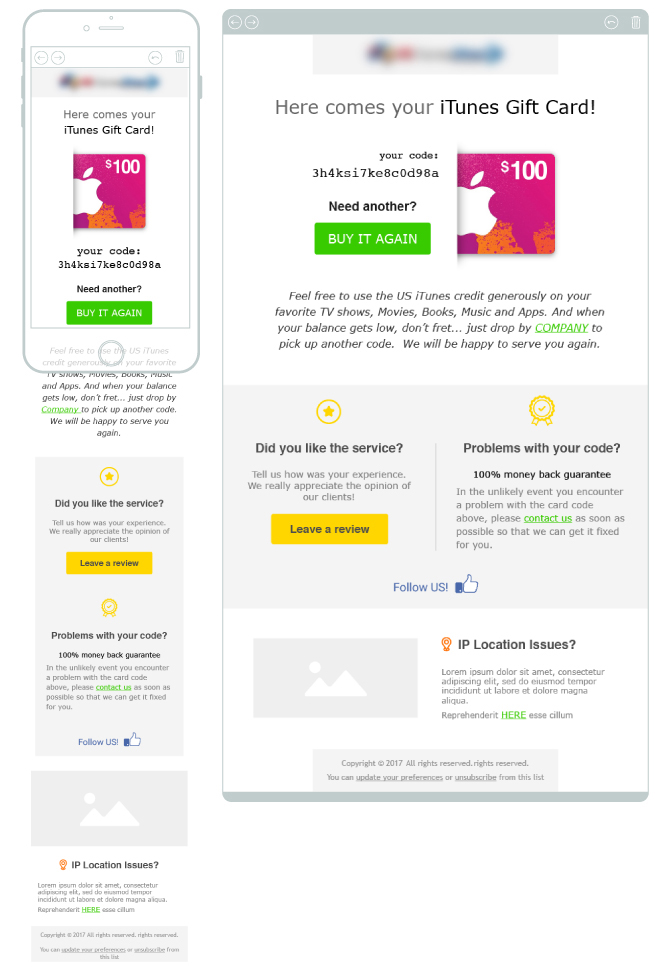 Here comes your
iTunes Gift Card!
$100
your code:
3h4ksi7ke8c0d98a
Need another?
BUY IT AGAIN
Feel free to use the US iTunes
credit generously on your favorite
TV shows, Movies, Books, Music
and Apps. And when your balance
gets low, don't fret... just drop by
Company to pick up another code.
We will be happy to serve you
again.
Did you like the service?
Tell us how was your experience.
We really appreciate the opinion of
our clients!
Leave a review
Problems with your code?
100% money back guarantee
In the unlikely event you encounter
a problem with the card code
above, please contact us as soon as
possible so that we can get it fixed
for you.
Follow US!
IP Location Issues?
Lorem ipsum dolor sit amet, consectetur
adipiscing elit, sed do eiusmod tempor
incididunt ut labore et dolore magna aliqua.
Reprehenderit HERE esse cillum
Copyright © 2017 All rights reserved. rights reserved.
You can update your preferences or unsubscribe from
this list
Here comes your iTunes Gift Card!
your code:
3h4ksi7ke8c0d98a
$100
Need another?
BUY IT AGAIN
Feel free to use the US iTunes credit generously on your
favorite TV shows, Movies, Books, Music and Apps. And when
your balance gets low, don't fret... just drop by COMPANY to
pick up another code.  We will be happy to serve you again.
Did you like the service?
Tell us how was your experience.
We really appreciate the opinion of
our clients!
Leave a review
Problems with your code?
100% money back guarantee
In the unlikely event you encounter
a problem with the card code
above, please contact us as soon as
possible so that we can get it fixed
for you.
Follow US!
IP Location Issues?
Lorem ipsum dolor sit amet, consectetur
adipiscing elit, sed do eiusmod tempor
incididunt ut labore et dolore magna
aliqua.
Reprehenderit HERE esse cillum
Copyright © 2017 All rights reserved.rights reserved.
You can update your preferences or unsubscribe from this list